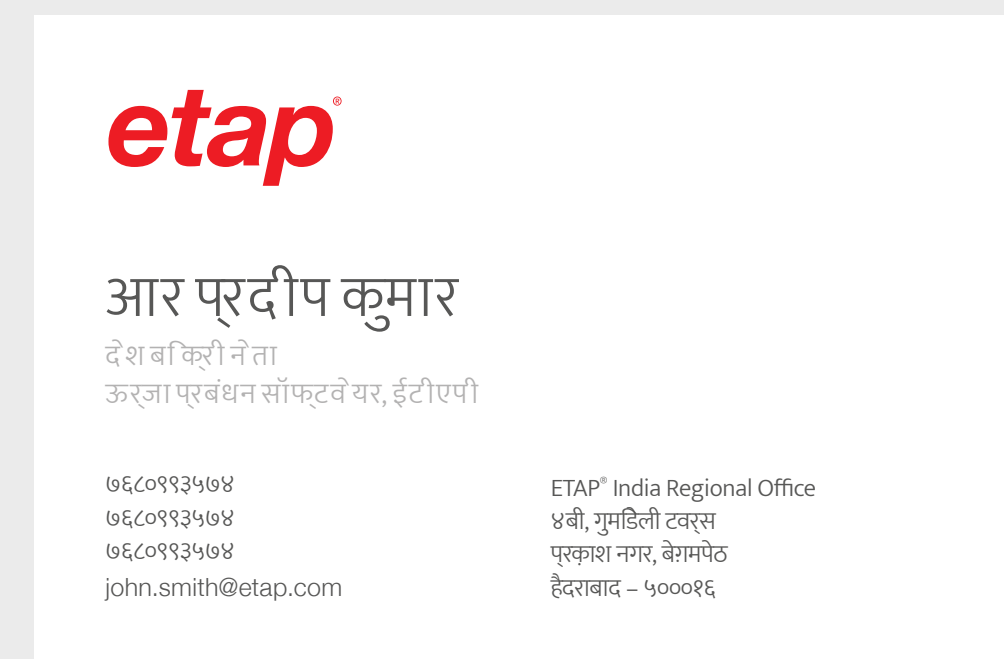 etap®
आर प्रदीप कुमार
देश बिक्री नेता
ऊर्जा प्रबंधन सॉफ्टवेयर, ईटीएपी
७६८०९९३५७४
७६८०९९३५७४
७६८०९९३५७४
john.smith@etap.com
ETAP® India Regional Office
४बी, गुमडिेली टवर्स
प्रक़ाश नगर, बेग़मपेठ
हैदराबाद – ५०००१६